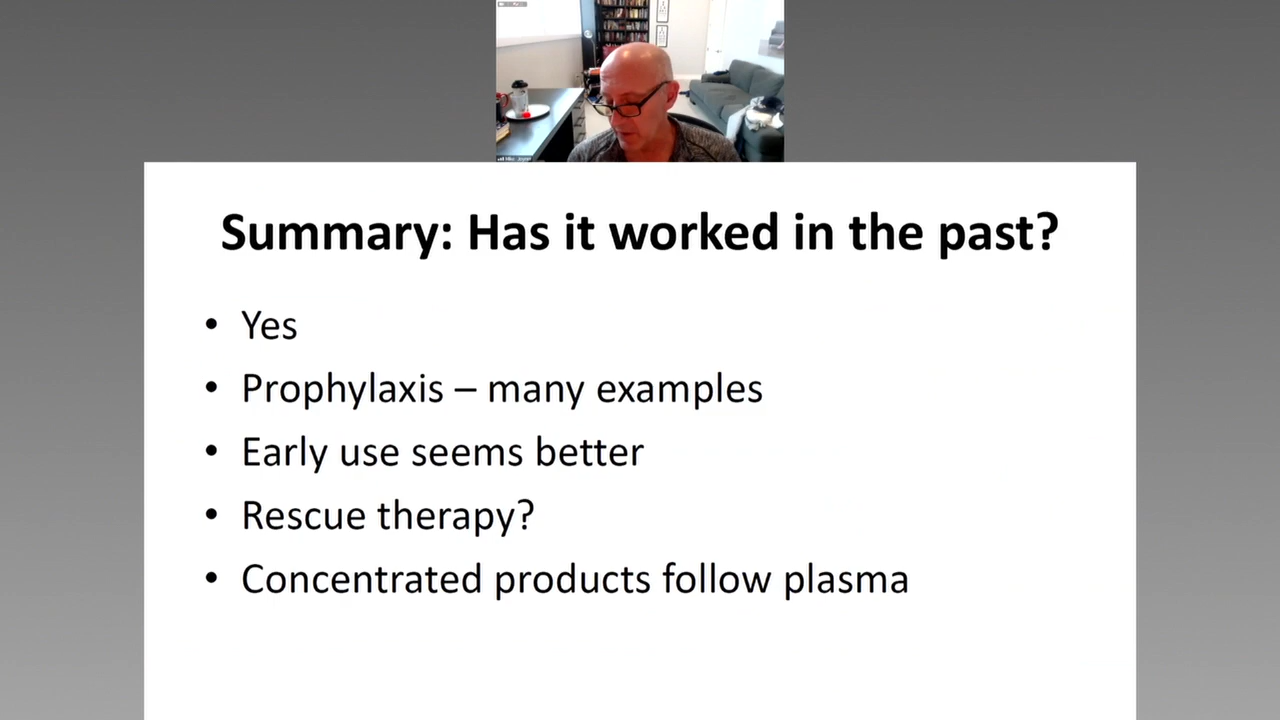 Summary: Has it worked in the past?
• Yes
• Prophylaxis – many examples
• Early use seems better
• Rescue therapy?
• Concentrated products follow plasma